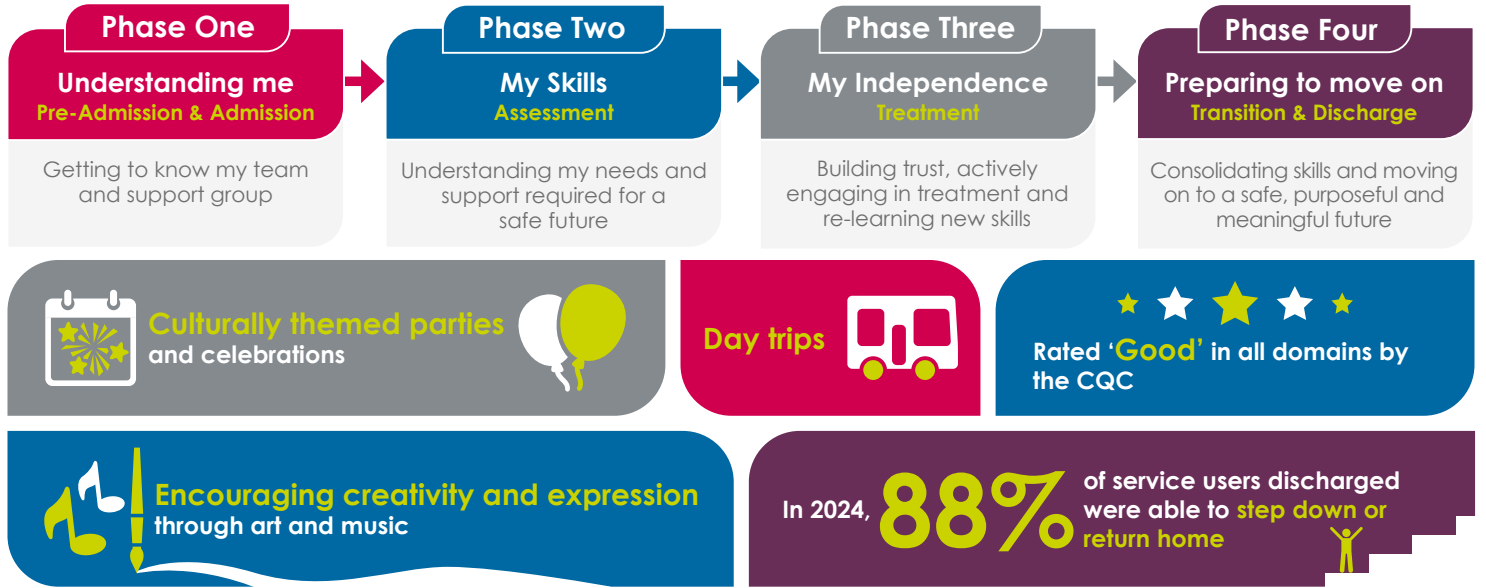 Phase One
Understanding me
Pre-Admission & Admission
Getting to know my team
and support group
Phase Two
My Skills
Assessment
Understanding my needs and
support required for a
safe future
Phase Three
My Independence
Treatment
Building trust, actively
engaging in treatment and
re-learning new skills
Phase Four
Preparing to move on
Transition & Discharge
Consolidating skills and moving
on to a safe, purposeful and
meaningful future
Culturally themed parties
and celebrations
Day trips
Rated ‘Good’ in all domains by
the CQC
Encouraging creativity and expression
through art and music
In 2024, 88% of service users discharged
were able to step down or
return home